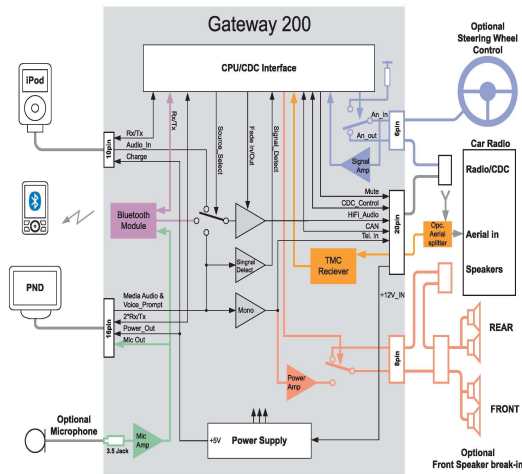 Gateway 200
CPU/CDC Interface
Optional
Steering Wheel
Control
iPod
10pin
Rx/Tx
Audio_In
Charge
Rx/Tx
Source_Select
Fade In/Out
Signal_Detect
An_In
An_out
6pin
Signal
Amp
Car Radio
Radio/CDC
Aerial in
Speakers
Mute
CDC_Control
HiFi_Audio
CAN
Tel. In
20pin
Opc.
Aerial
splitter
Bluetooth
Module
Singnal
Detect
TMC
Reciever
+12V_IN
PND
16pin
Media Audio &
Voice_Prompt
2*Rx/Tx
Power_Out
Mic Out
Mono
Power
Amp
8pin
REAR
FRONT
Optional
Microphone
3.5 Jack
Mic
Amp
+5V
Power Supply
Optional
Front Speaker break-in